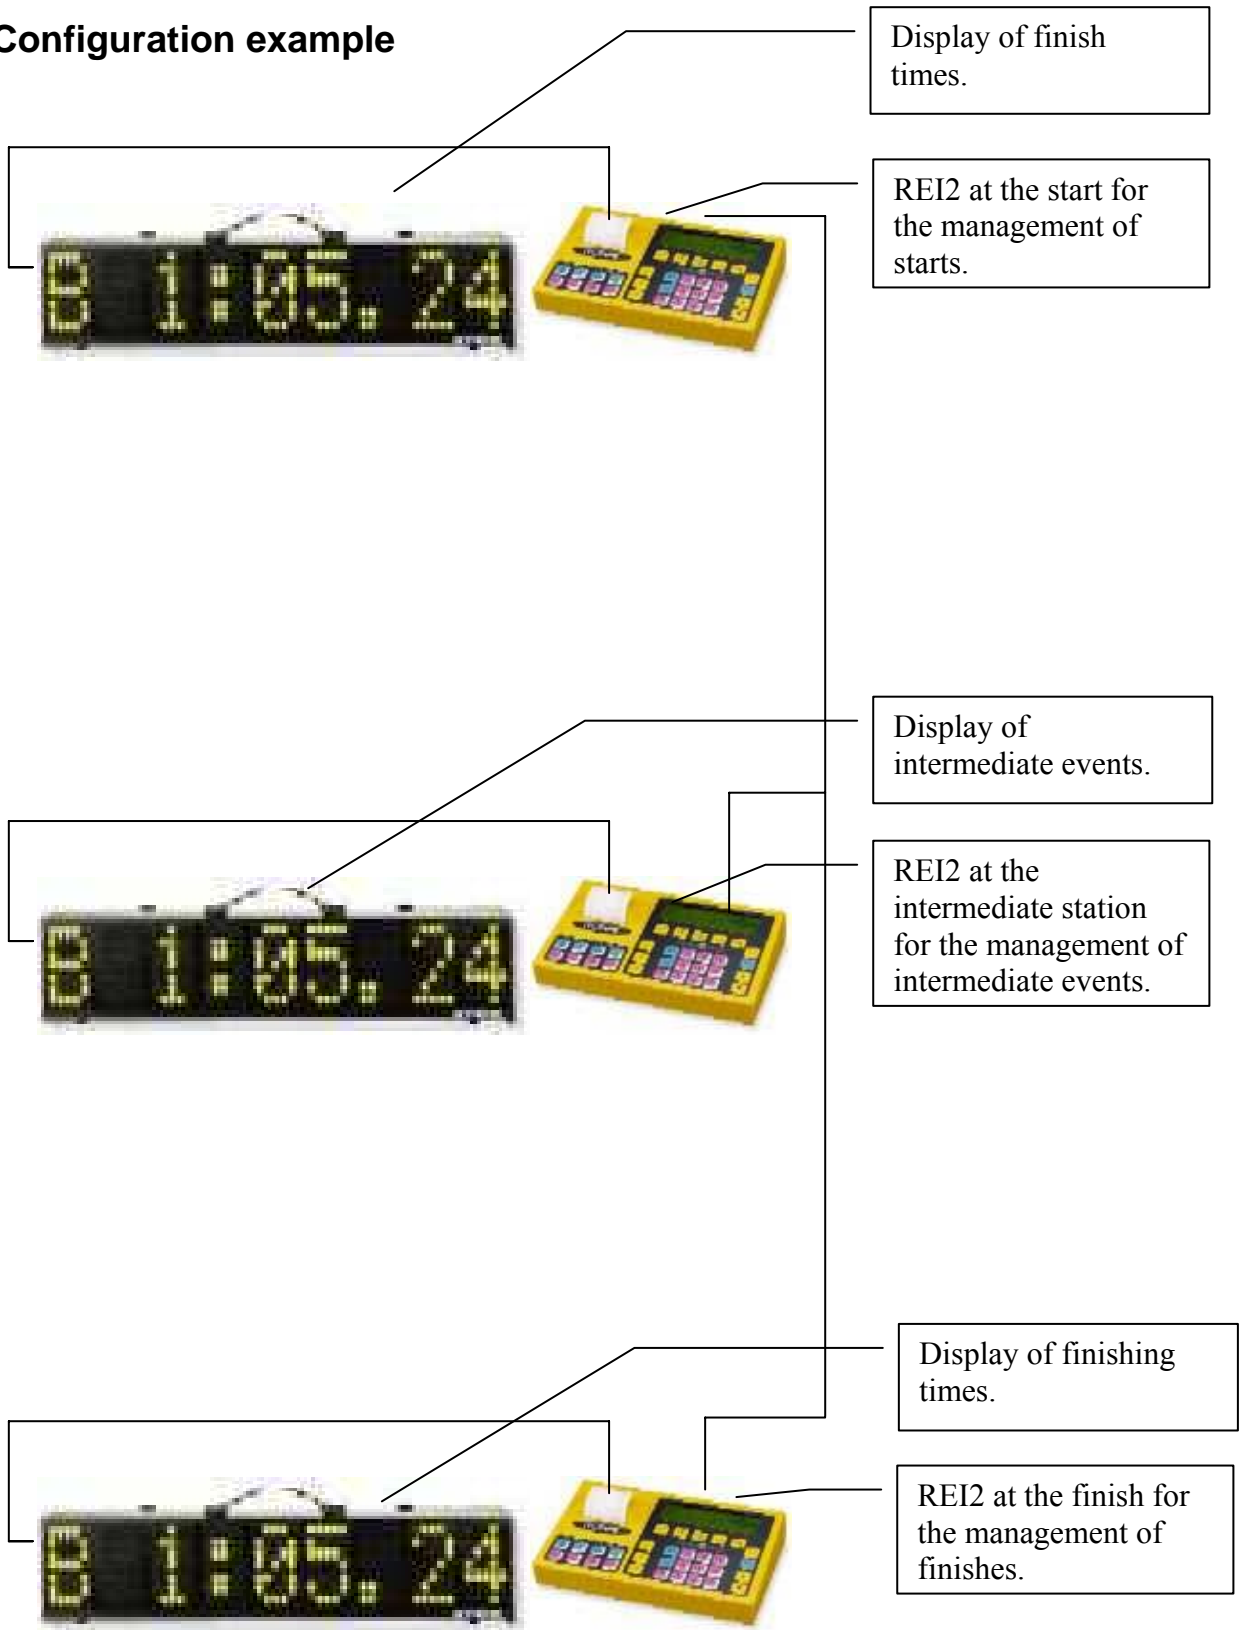 Configuration example
Display of finish
times.
REI2 at the start for
the management of
starts.
1:05.24
Display of
intermediate events.
REI2 at the
intermediate station
for the management of
intermediate events.
1:05.24
Display of finishing
times.
REI2 at the finish for
the management of
finishes.
1:05.24